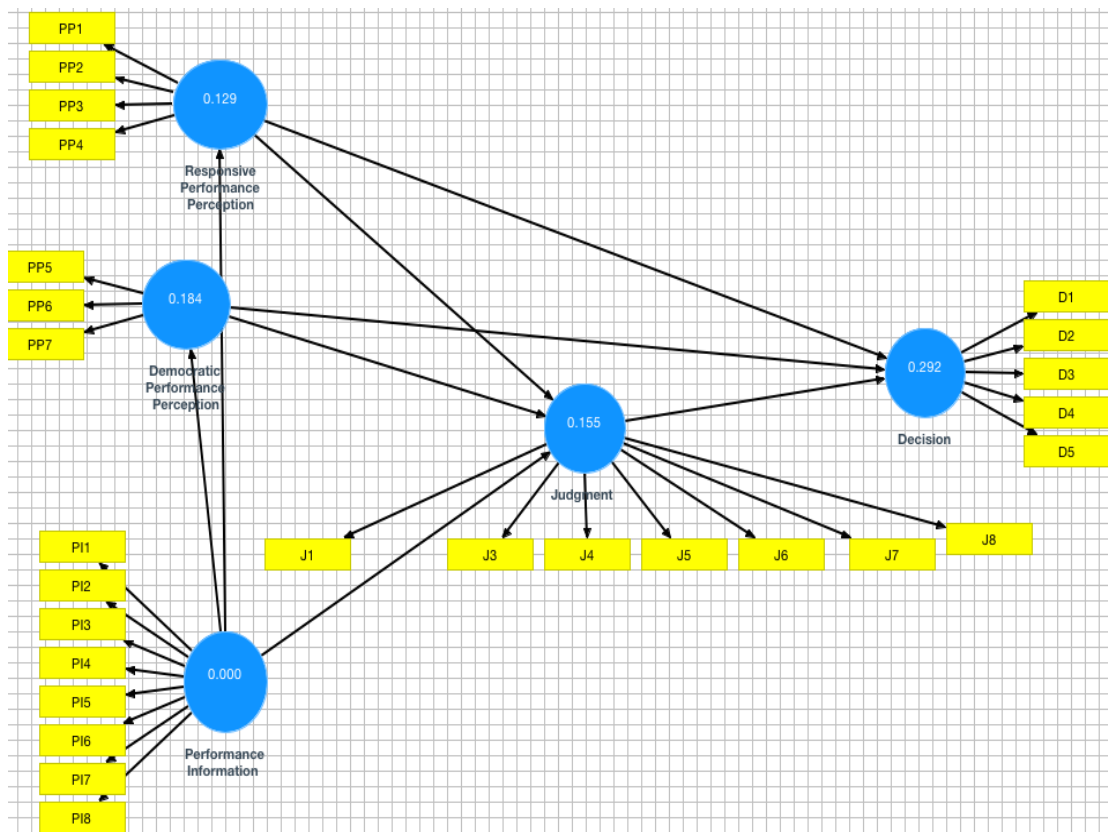 PP1
PP2
PP3
PP4
0.129
Responsive
Performance
Perception
PP5
PP6
PP7
0.184
Democratic
Performance
Perception
D1
D2
D3
D4
D5
0.292
Decision
0.155
Judgment
J1
J3
J4
J5
J6
J7
J8
PI1
PI2
PI3
PI4
PI5
PI6
PI7
PI8
0.000
Performance
Information